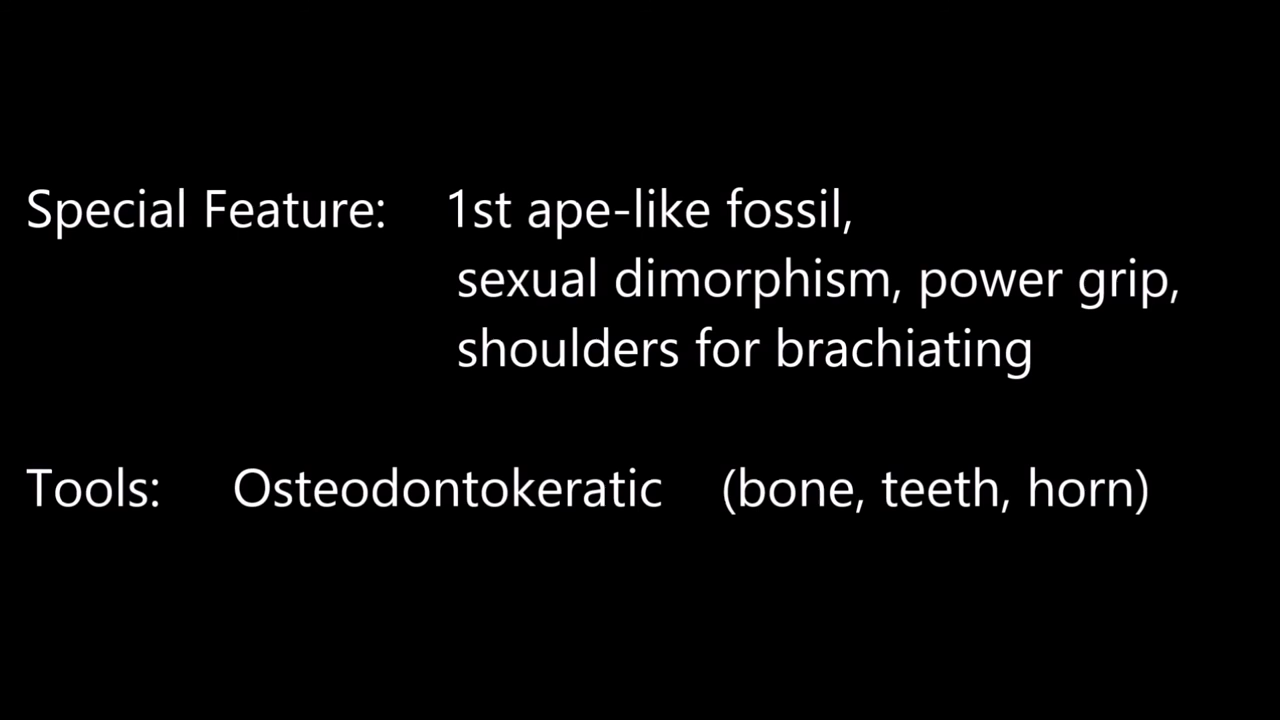 Special Feature: 1st ape-like fossil,
sexual dimorphism, power grip,
shoulders for brachiating
Tools: Osteodontokeratic (bone, teeth, horn)